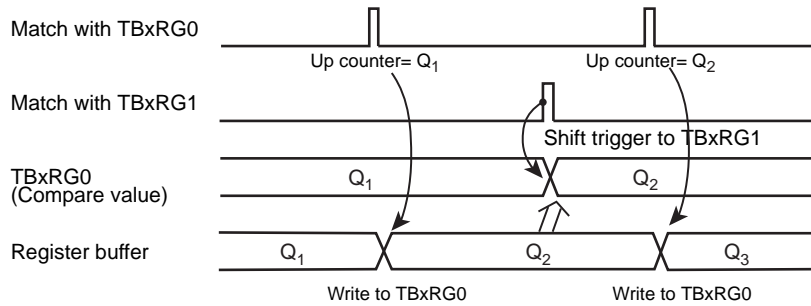 Match with TBxRG0
Up counter= Q1 Up counter= Q2
Match with TBxRG1
Shift trigger to TBxRG1
TBxRG0
(Compare value)
Q1 Q2
Register buffer Q1 Q2 Q3
Write to TBxRG0 Write to TBxRG0